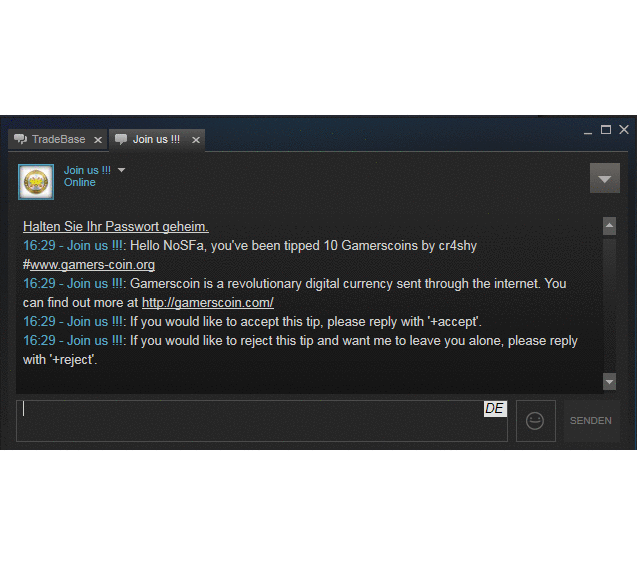 TradeBase
Join us !!!
Join us !!!
Online
Halten Sie Ihr Passwort geheim.
16:29 - Join us !!!: Hello NoSFa, you've been tipped 10 Gamerscoins by cr4shy
#www.gamers-coin.org
16:29 - Join us !!!: Gamerscoin is a revolutionary digital currency sent through the internet. You
can find out more at http://gamerscoin.com/
16:29 - Join us !!!: If you would like to accept this tip, please reply with '+accept'.
16:29 - Join us !!!: If you would like to reject this tip and want me to leave you alone, please reply
with '+reject'.
DE
SENDEN